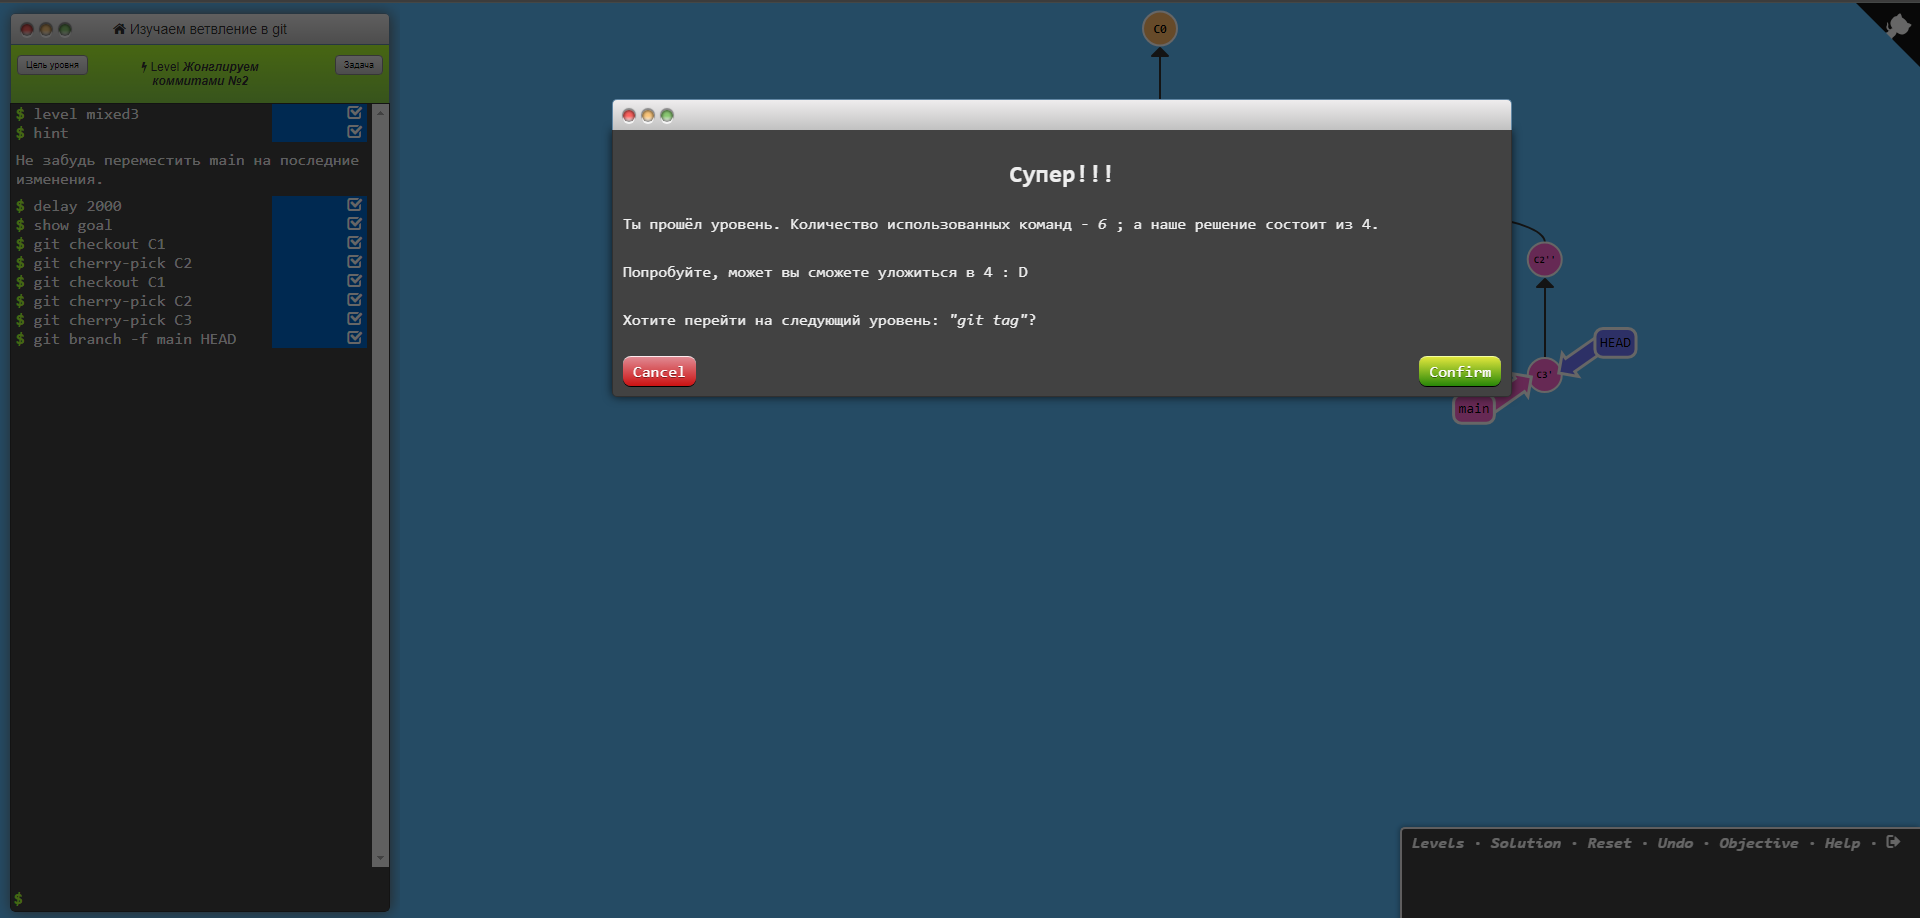 Изучаем ветвление в git
Цель уровня
Level Жонглируем
коммитами №2
Задача
$ level mixed3
$ hint
Не забудь переместить main на последние
изменения.
$ delay 2000
$ show goal
$ git checkout C1
$ git cherry-pick C2
$ git checkout C1
$ git cherry-pick C2
$ git cherry-pick C3
$ git branch -f main HEAD
$
C0
Супер!!!
Ты прошёл уровень. Количество использованных команд - 6 ; а наше решение состоит из 4.
Попробуйте, может вы сможете уложиться в 4 : D
Хотите перейти на следующий уровень: "git tag"?
Cancel
Confirm
C2''
HEAD
C3'
main
Levels · Solution · Reset · Undo · Objective · Help ·